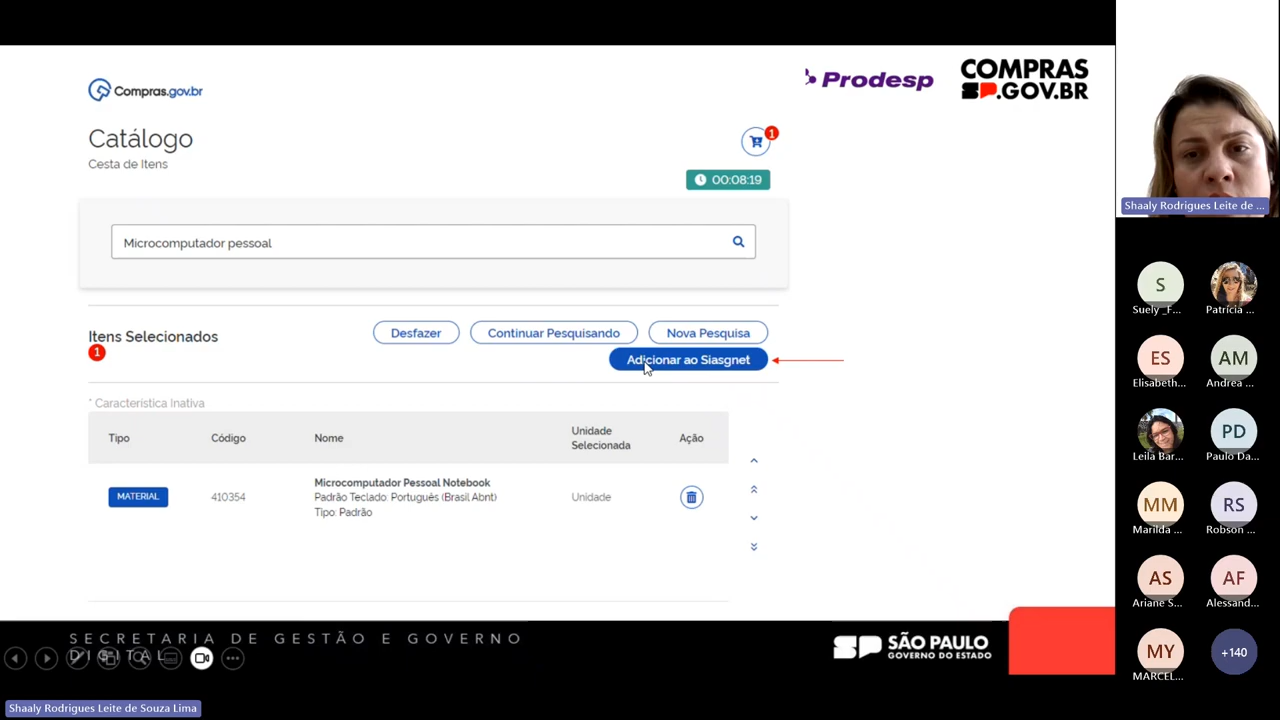 Compras.gov.br
Prodesp
COMPRAS
SP.GOV.BR
Catálogo
Cesta de Itens
1
00:08:19
Microcomputador pessoal
Itens Selecionados
1
Desfazer
Continuar Pesquisando
Nova Pesquisa
Adicionar ao Siasgnet
* Característica Inativa
Tipo
Código
Nome
Unidade
Selecionada
Ação
MATERIAL
410354
Microcomputador Pessoal Notebook
Padrão Teclado: Português (Brasil Abnt)
Tipo: Padrão
Unidade
SECRETARIA DE GESTÃO E GOVERNO
DIGITAL
SP
SÃO PAULO
GOVERNO DO ESTADO
Shaaly Rodrigues Leite de Souza Lima
Shaaly Rodrigues Leite de ...
S
Suely _F...
Patrícia ...
ES
Elisabeth...
AM
Andrea ...
Leila Bar...
PD
Paulo Da...
MM
Marilda ...
RS
Robson ...
AS
Ariane S...
AF
Alessand...
MY
MARCEL...
+140